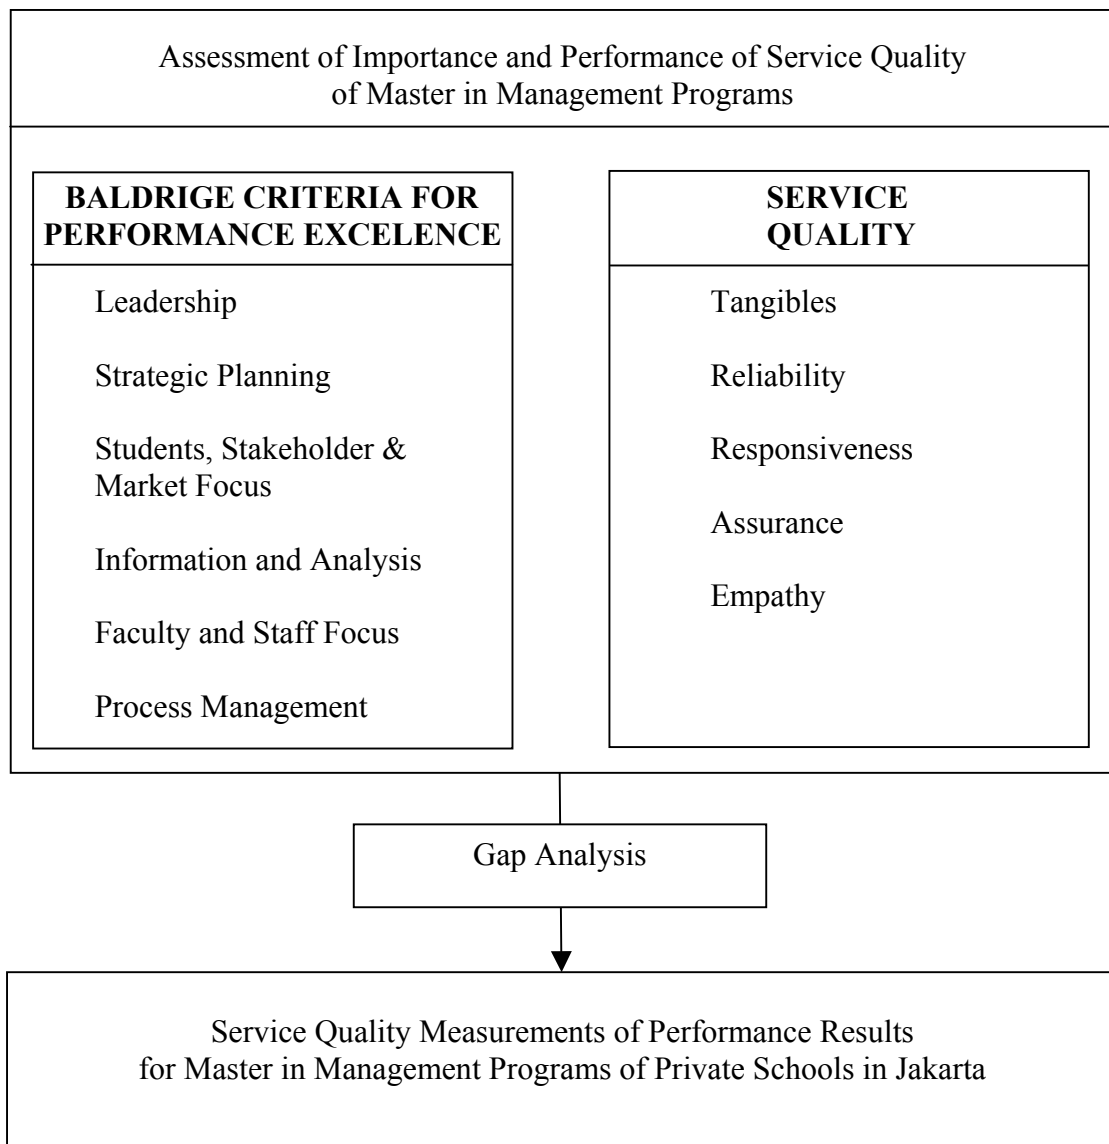 Assessment of Importance and Performance of Service Quality
of Master in Management Programs
BALDRIGE CRITERIA FOR
PERFORMANCE EXCELENCE
Leadership
Strategic Planning
Students, Stakeholder &
Market Focus
Information and Analysis
Faculty and Staff Focus
Process Management
SERVICE
QUALITY
Tangibles
Reliability
Responsiveness
Assurance
Empathy
Gap Analysis
Service Quality Measurements of Performance Results
for Master in Management Programs of Private Schools in Jakarta